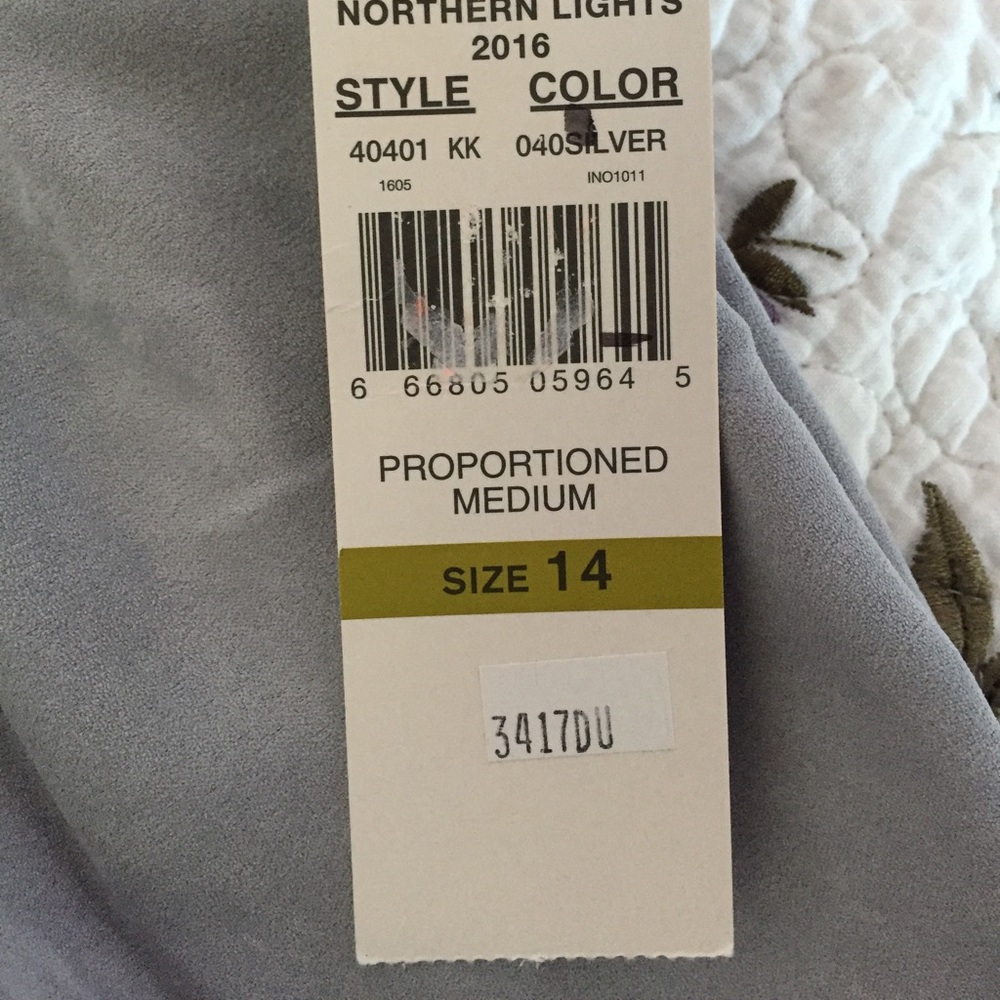 NORTHERN LIGHTS
2016
STYLE COLOR
40401 KK 040SILVER
1605 INO1011
6 66805 05964 5
PROPORTIONED
MEDIUM
SIZE 14
3417DU